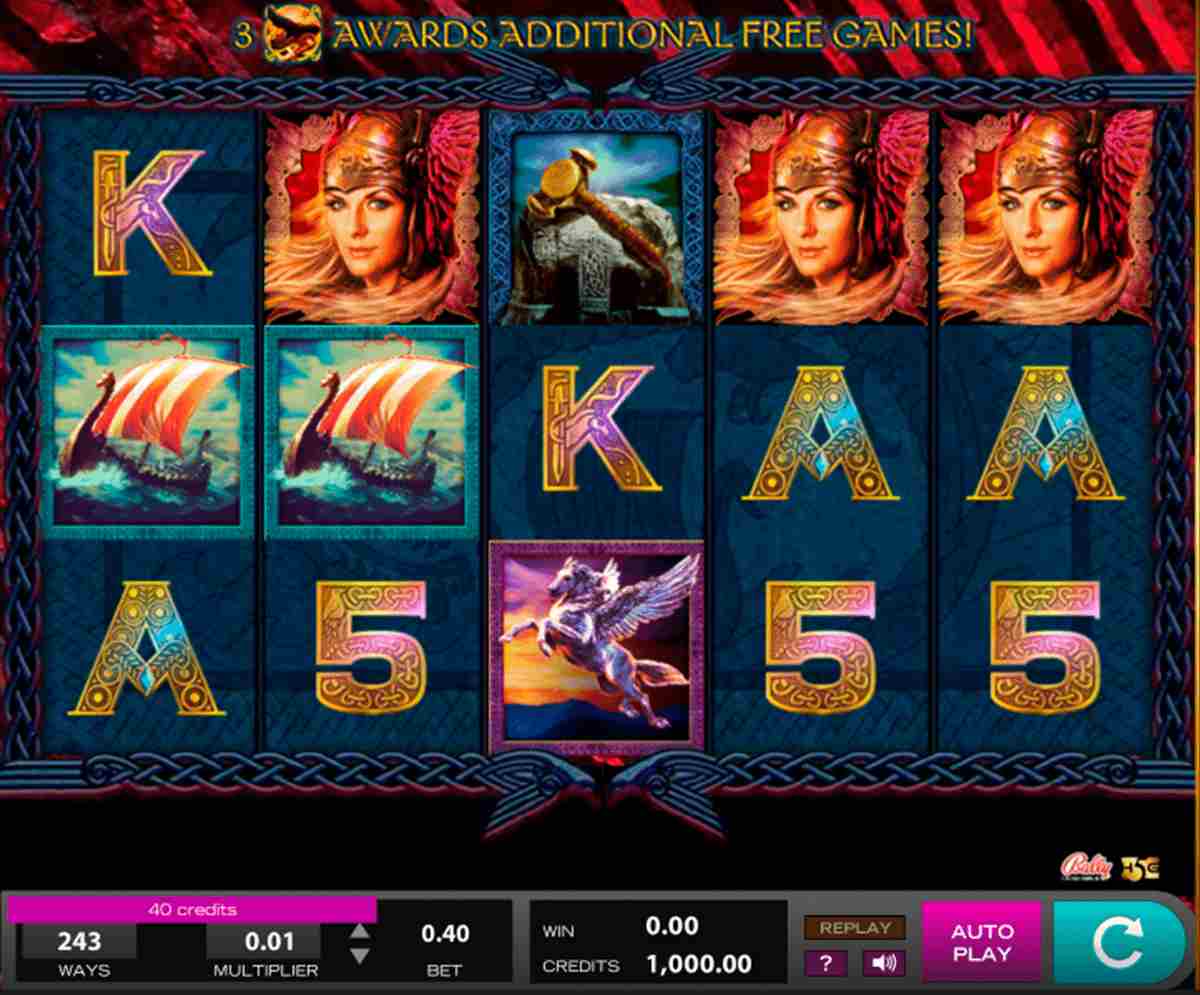 3 AWARDS ADDITIONAL FREE GAMES!
K
K A A
A 5 5 5
Bally
40 credits
243 0.01 0.40
WAYS MULTIPLIER BET
WIN 0.00
CREDITS 1,000.00
REPLAY
?
AUTO
PLAY